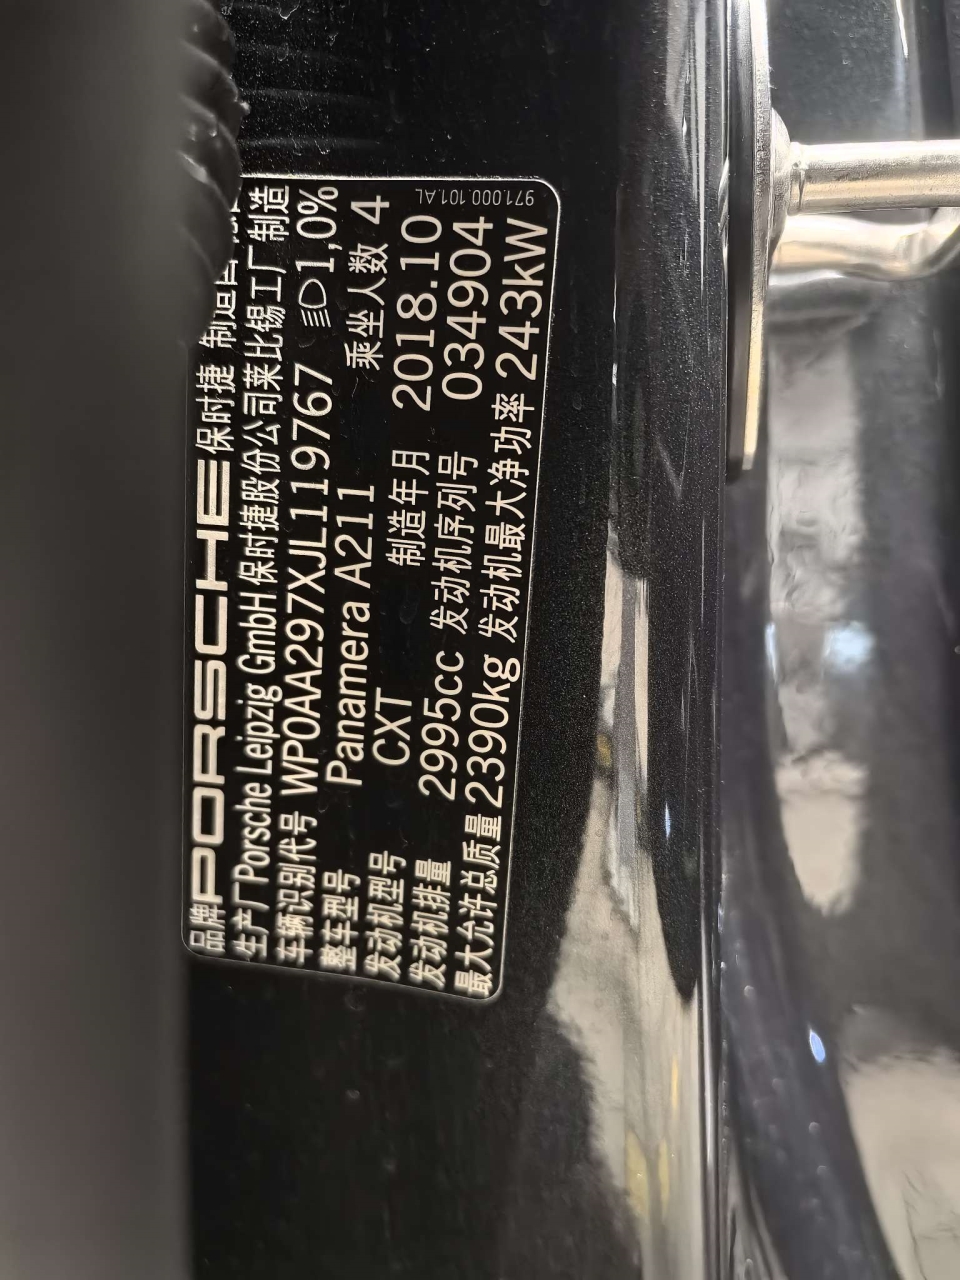 品牌 PORSCHE 保时捷 制造国
生产厂 Porsche Leipzig GmbH 保时捷股份公司莱比锡工厂制造
车辆识别代号 WP0AA297XJL119767 1,0%
整车型号 Panamera A211 乘坐人数 4
发动机型号 CXT 制造年月 2018.10
发动机排量 2995cc 发动机序列号 034904
最大允许总质量 2390kg 发动机最大净功率 243kW
971.000.101.AL